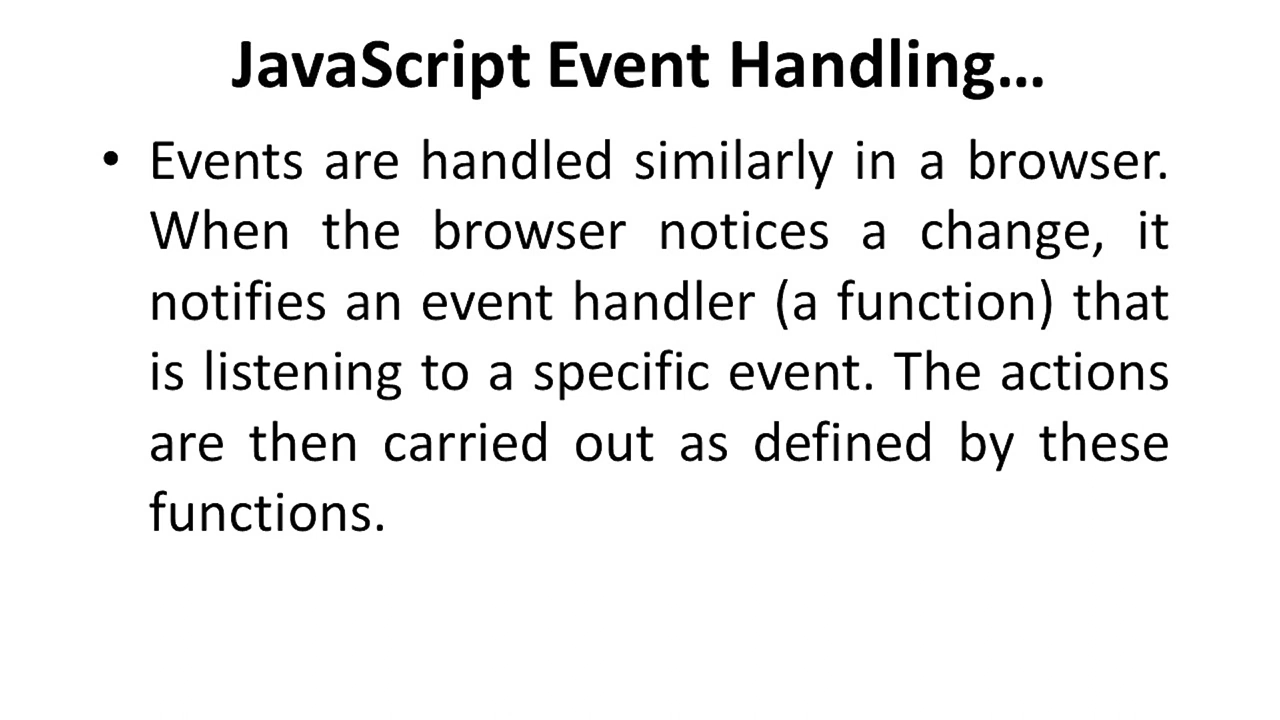 JavaScript Event Handling...
• Events are handled similarly in a browser.
When the browser notices a change, it
notifies an event handler (a function) that
is listening to a specific event. The actions
are then carried out as defined by these
functions.